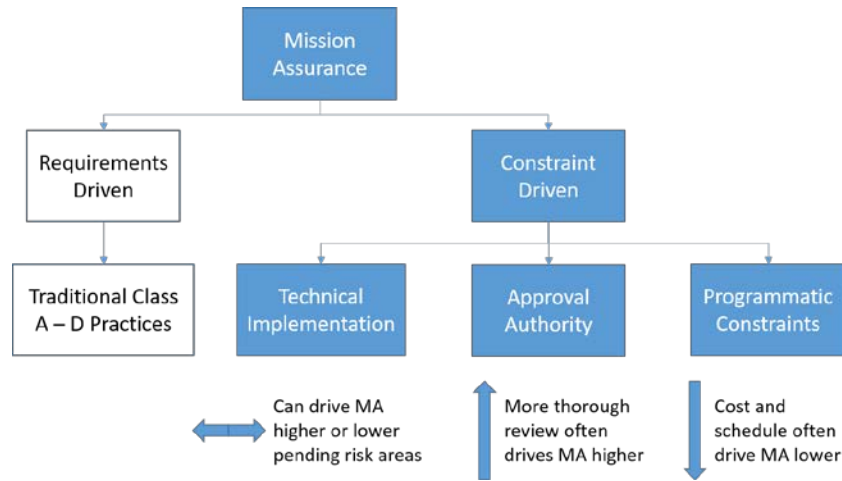 Mission
Assurance
Requirements
Driven
Constraint
Driven
Traditional Class
A – D Practices
Technical
Implementation
Approval
Authority
Programmatic
Constraints
Can drive MA
higher or lower
pending risk areas
More thorough
review often
drives MA higher
Cost and
schedule often
drive MA lower